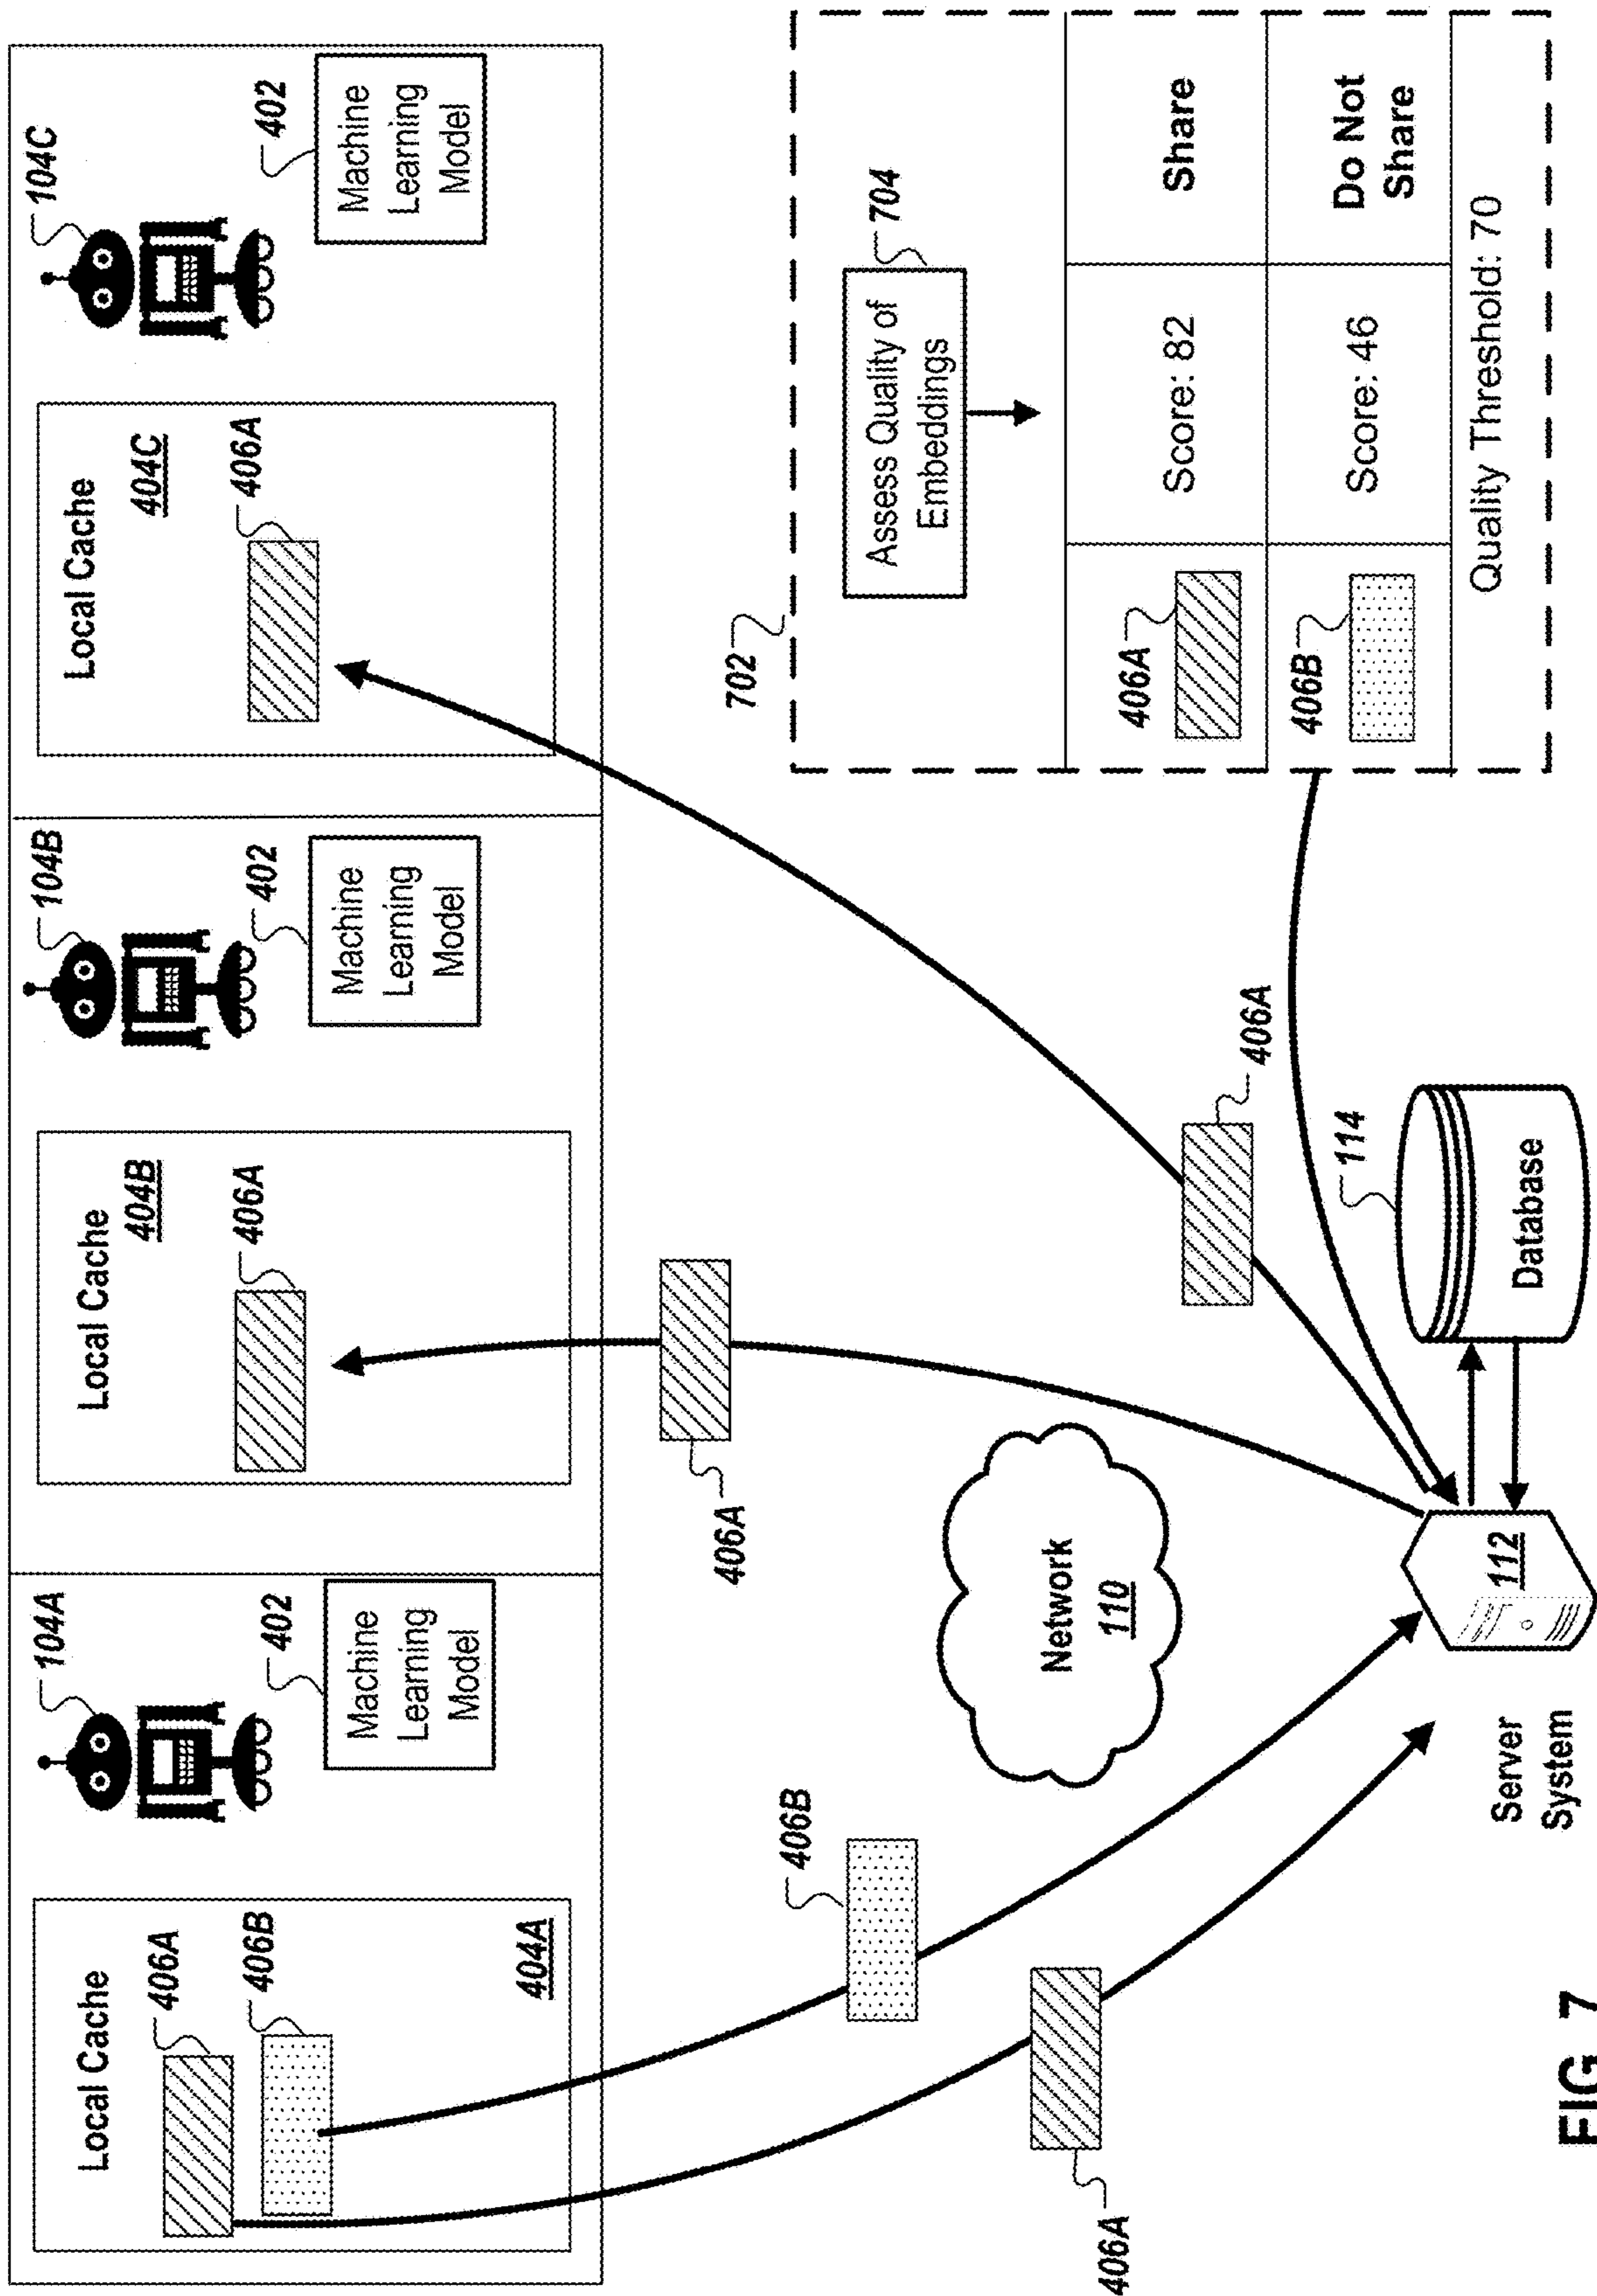 Local Cache
406A
406B
404A
104A
402
Machine
Learning
Model
Local Cache
404B
406A
104B
402
Machine
Learning
Model
Local Cache
404C
406A
104C
402
Machine
Learning
Model
406A
406B
406A
406A
Network
110
Server
System
112
114
Database
702
704
Assess Quality of
Embeddings
406A
Score: 82
Share
406B
Score: 46
Do Not
Share
Quality Threshold: 70
FIG. 7